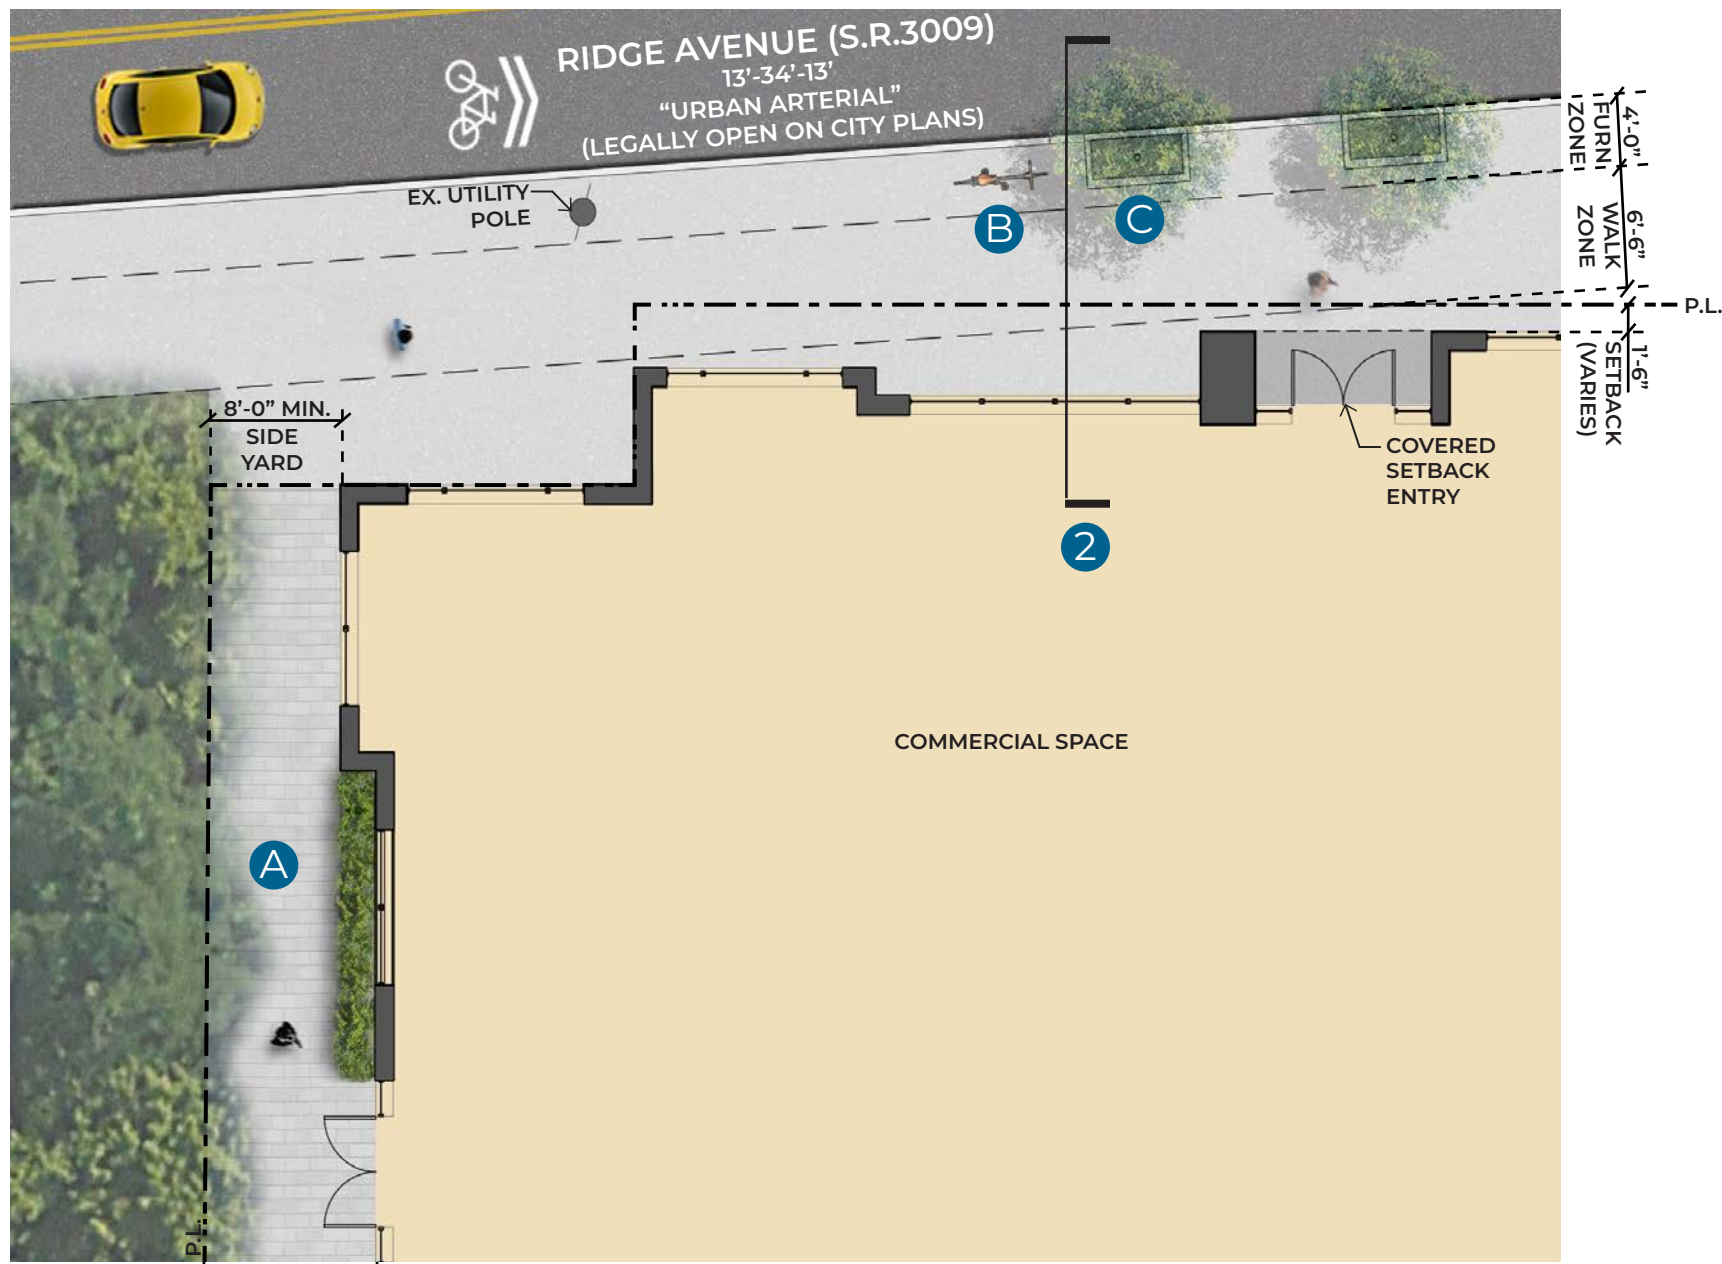 RIDGE AVENUE (S.R.3009)
13’-34’-13’
“URBAN ARTERIAL”
(LEGALLY OPEN ON CITY PLANS)
4’-0”
FURN
ZONE
EX. UTILITY
POLE
B
C
6’-6”
WALK
ZONE
P.L.
1’-6”
SETBACK
(VARIES)
8’-0” MIN.
SIDE
YARD
COVERED
SETBACK
ENTRY
2
COMMERCIAL SPACE
A
P.L.